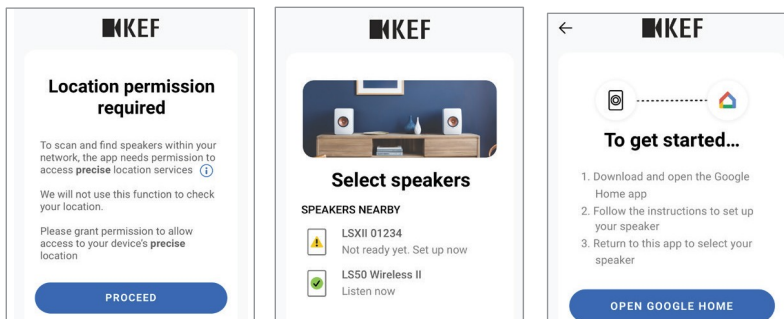 KEF
Location permission
required
To scan and find speakers within your
network, the app needs permission to
access precise location services
We will not use this function to check
your location.
Please grant permission to allow
access to your device's precise
location
PROCEED
KEF
Select speakers
SPEAKERS NEARBY
LSXII 01234
Not ready yet. Set up now
LS50 Wireless II
Listen now
KEF
To get started...
1. Download and open the Google
Home app
2. Follow the instructions to set up
your speaker
3. Return to this app to select your
speaker
OPEN GOOGLE HOME